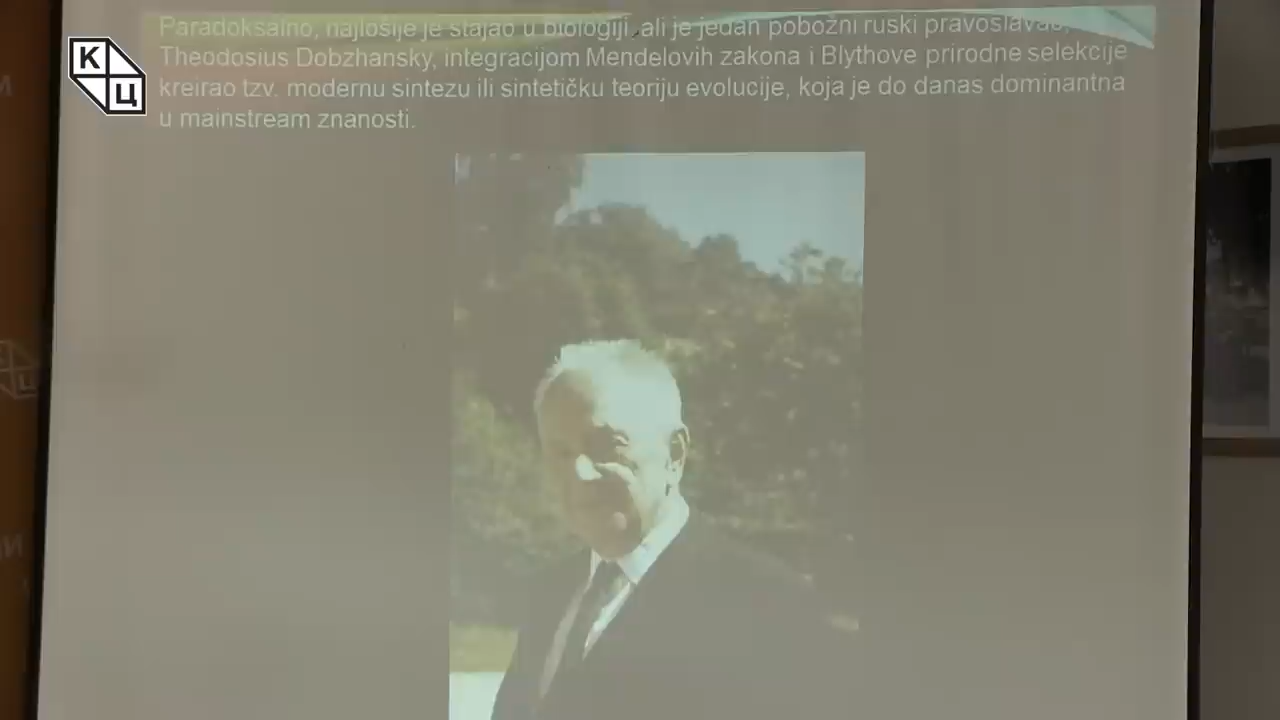 Paradoksalno, najlošije je stajao u biologiji, ali je jedan pobožni ruski pravoslavac,
Theodosius Dobzhansky, integracijom Mendelovih zakona i Blythove prirodne selekcije
kreirao tzv. modernu sintezu ili sintetičku teoriju evolucije, koja je do danas dominantna
u mainstream znanosti.
К
Ц